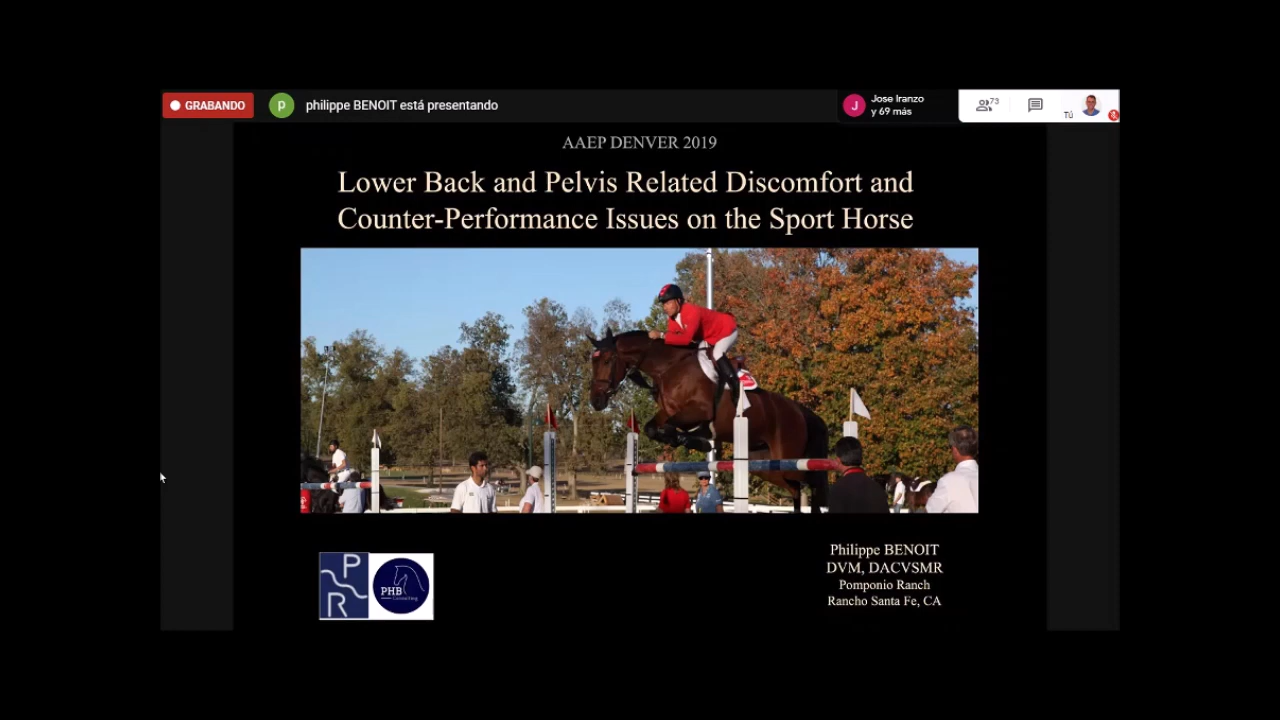 GRABANDO
p
philippe BENOIT está presentando
J
Jose Iranzo
y 69 más
73
Tú
AAEP DENVER 2019
Lower Back and Pelvis Related Discomfort and
Counter-Performance Issues on the Sport Horse
P
R
PHB
Consulting
Philippe BENOIT
DVM, DACVSMR
Pomponio Ranch
Rancho Santa Fe, CA